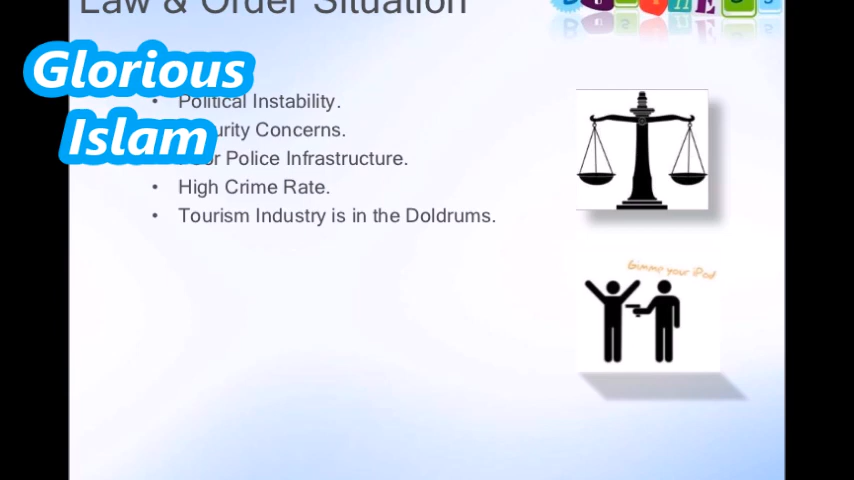 Law & Order Situation
Glorious
Islam
• Political Instability.
• Concerns.
• Police Infrastructure.
• High Crime Rate.
• Tourism Industry is in the Doldrums.
Gimme your iPod